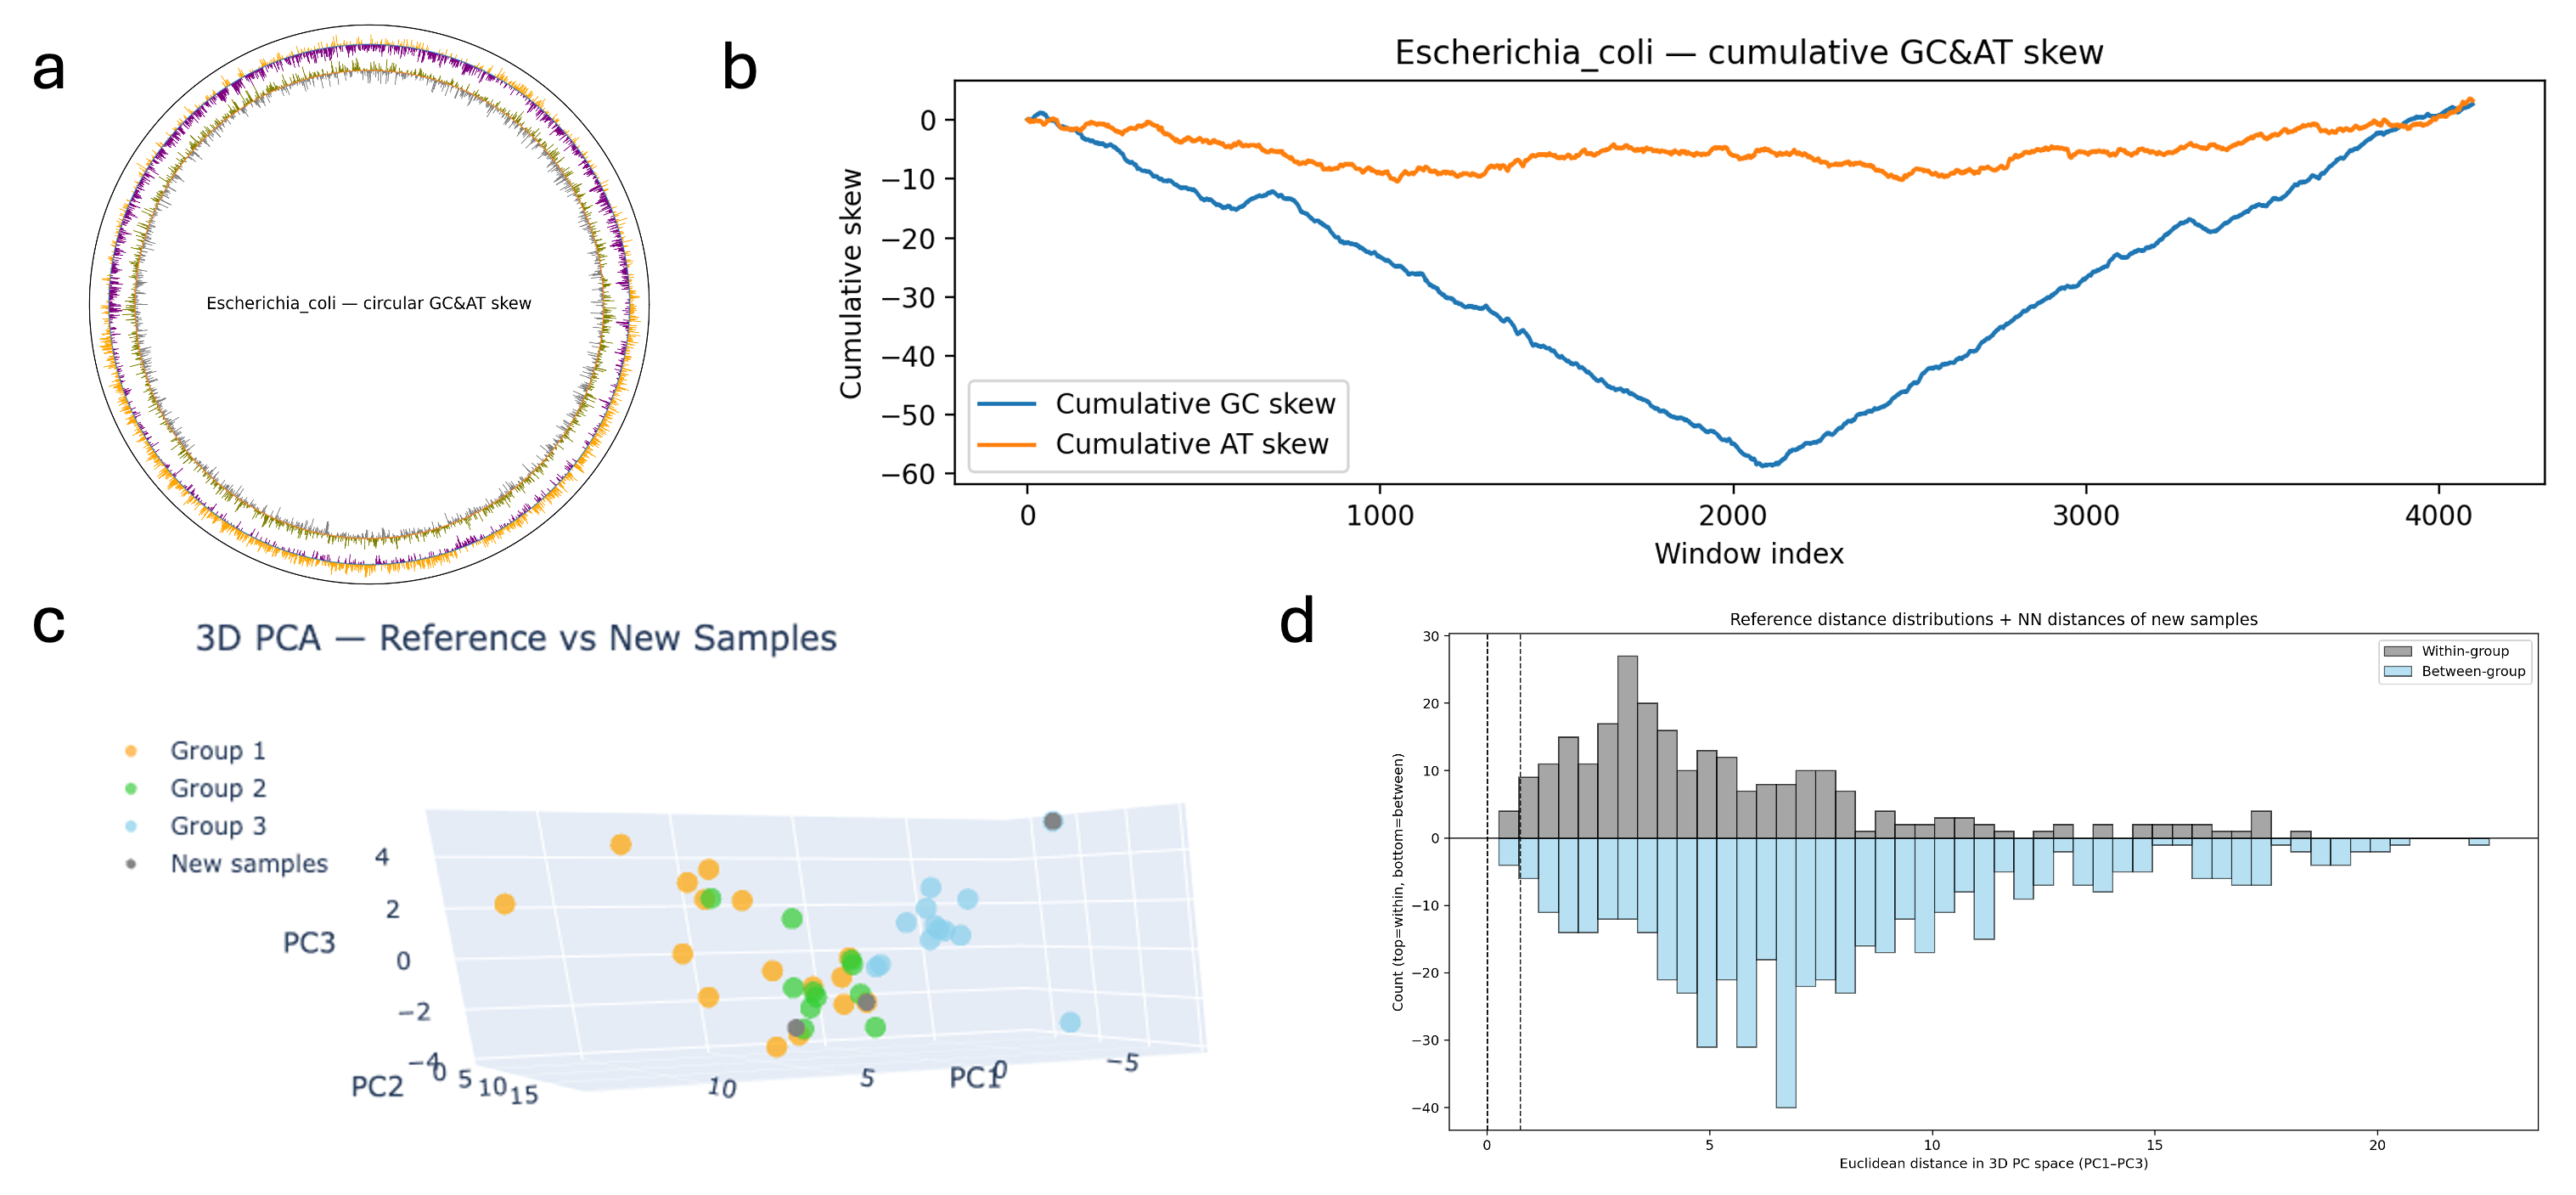 a
Escherichia_coli — circular GC&AT skew
b
Escherichia_coli — cumulative GC&AT skew
Cumulative skew
0
−10
−20
−30
−40
−50
−60
Cumulative GC skew
Cumulative AT skew
0 1000 2000 3000 4000
Window index
c
3D PCA — Reference vs New Samples
Group 1
Group 2
Group 3
New samples
PC3
4
2
0
−2
−4
PC2
0 5 10 15
10 5 0 −5
PC1
d
Reference distance distributions + NN distances of new samples
Within-group
Between-group
Count (top=within, bottom=between)
30
20
10
0
−10
−20
−30
−40
0 5 10 15 20
Euclidean distance in 3D PC space (PC1–PC3)